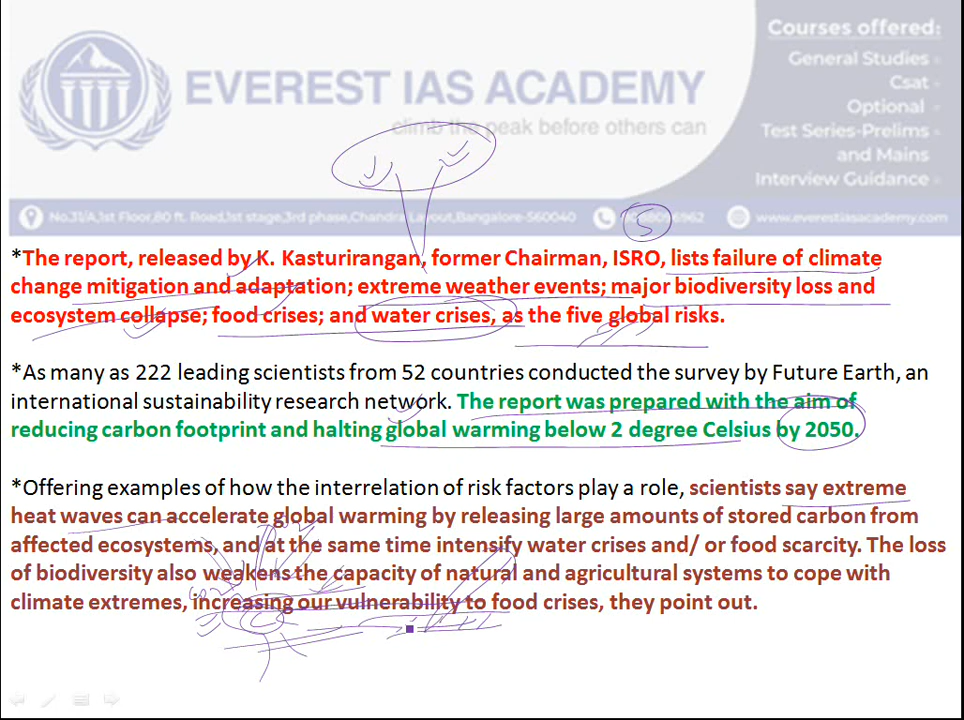 Courses offered:
General Studies
Csat
Optional
Test Series-Prelims
and Mains
Interview Guidance
EVEREST IAS ACADEMY
climb the peak before others can
No.31/A,1st Floor,80 ft. Road,1st stage,3rd phase,Chandra Layout,Bangalore-560040
www.everestiasacademy.com
5
*The report, released by K. Kasturirangan, former Chairman, ISRO, lists failure of climate
change mitigation and adaptation; extreme weather events; major biodiversity loss and
ecosystem collapse; food crises; and water crises, as the five global risks.
*As many as 222 leading scientists from 52 countries conducted the survey by Future Earth, an
international sustainability research network. The report was prepared with the aim of
reducing carbon footprint and halting global warming below 2 degree Celsius by 2050.
*Offering examples of how the interrelation of risk factors play a role, scientists say extreme
heat waves can accelerate global warming by releasing large amounts of stored carbon from
affected ecosystems, and at the same time intensify water crises and/ or food scarcity. The loss
of biodiversity also weakens the capacity of natural and agricultural systems to cope with
climate extremes, increasing our vulnerability to food crises, they point out.